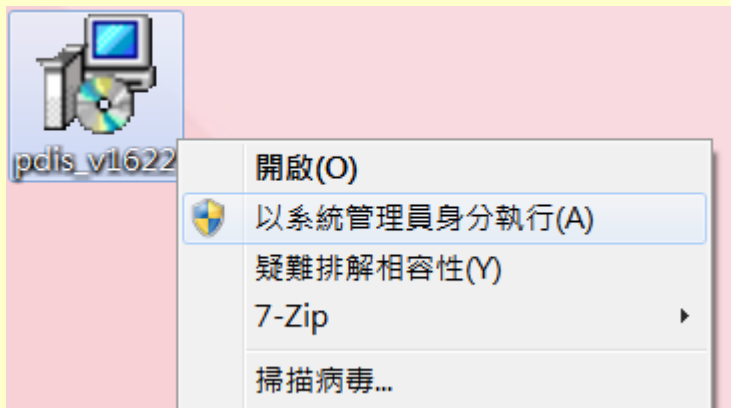 pdis_v1622
開啟(O)
以系統管理員身分執行(A)
疑難排解相容性(Y)
7-Zip
掃描病毒...